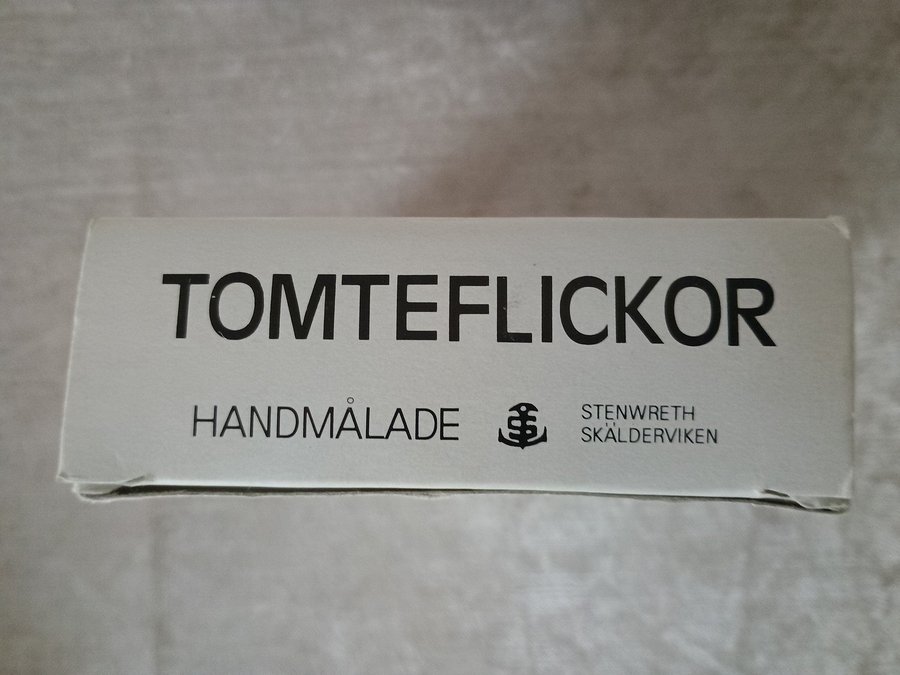 TOMTEFLICKOR
HANDMÅLADE
STENWRETH
SKÄLDERVIKEN